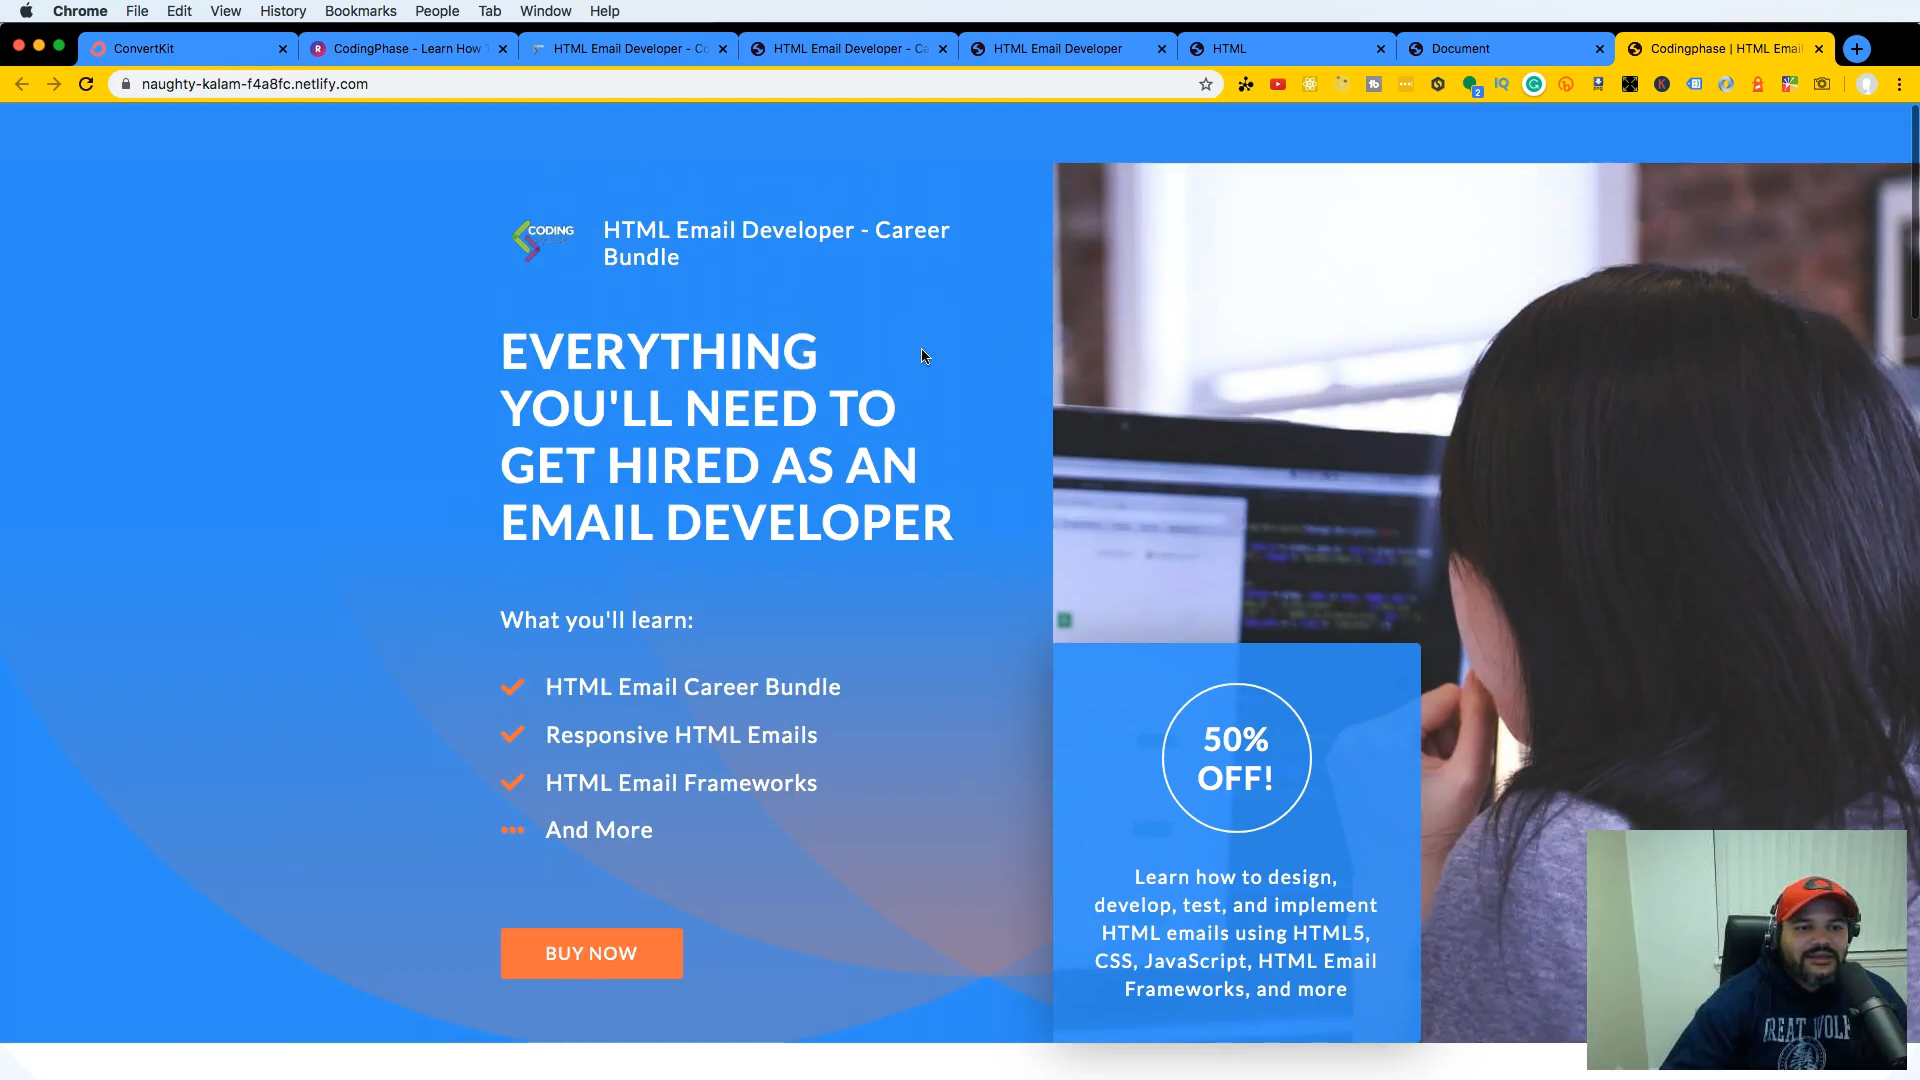 Chrome File Edit View History Bookmarks People Tab Window Help
ConvertKit
CodingPhase - Learn How T
HTML Email Developer - Co
HTML Email Developer - Ca
HTML Email Developer
HTML
Document
Codingphase | HTML Email
naughty-kalam-f4a8fc.netlify.com
2
CODING
HTML Email Developer - Career
Bundle
EVERYTHING
YOU'LL NEED TO
GET HIRED AS AN
EMAIL DEVELOPER
What you'll learn:
HTML Email Career Bundle
Responsive HTML Emails
HTML Email Frameworks
And More
BUY NOW
50%
OFF!
Learn how to design,
develop, test, and implement
HTML emails using HTML5,
CSS, JavaScript, HTML Email
Frameworks, and more
GREAT WOLF